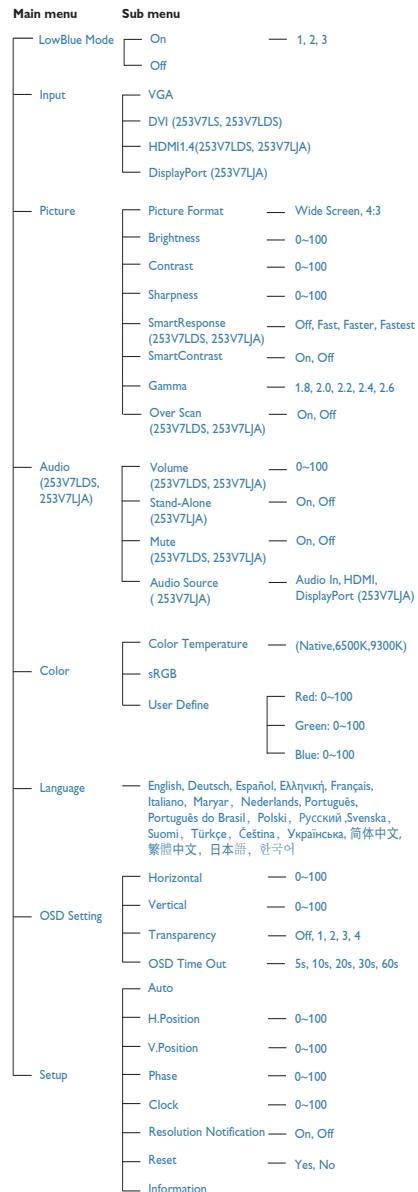 Main menu Sub menu
LowBlue Mode On 1, 2, 3
Off
Input VGA
DVI (253V7LS, 253V7LDS)
HDMI1.4(253V7LDS, 253V7LJA)
DisplayPort (253V7LJA)
Picture Picture Format Wide Screen, 4:3
Brightness 0~100
Contrast 0~100
Sharpness 0~100
SmartResponse Off, Fast, Faster, Fastest
(253V7LDS, 253V7LJA)
SmartContrast On, Off
Gamma 1.8, 2.0, 2.2, 2.4, 2.6
Over Scan On, Off
(253V7LDS, 253V7LJA)
Audio Volume 0~100
(253V7LDS, (253V7LDS, 253V7LJA)
253V7LJA) Stand-Alone On, Off
(253V7LJA)
Mute On, Off
(253V7LDS, 253V7LJA)
Audio Source Audio In, HDMI,
( 253V7LJA) DisplayPort (253V7LJA)
Color Temperature (Native,6500K,9300K)
Color sRGB
User Define Red: 0~100
Green: 0~100
Blue: 0~100
Language English, Deutsch, Español, Ελληνική, Français,
Italiano, Maryar, Nederlands, Português,
Português do Brasil, Polski, Русский ,Svenska,
Suomi, Türkçe, Čeština, Українська, 简体中文,
繁體中文, 日本語, 한국어
Horizontal 0~100
Vertical 0~100
OSD Setting
Transparency Off, 1, 2, 3, 4
OSD Time Out 5s, 10s, 20s, 30s, 60s
Auto
H.Position 0~100
V.Position 0~100
Setup Phase 0~100
Clock 0~100
Resolution Notification On, Off
Reset Yes, No
Information